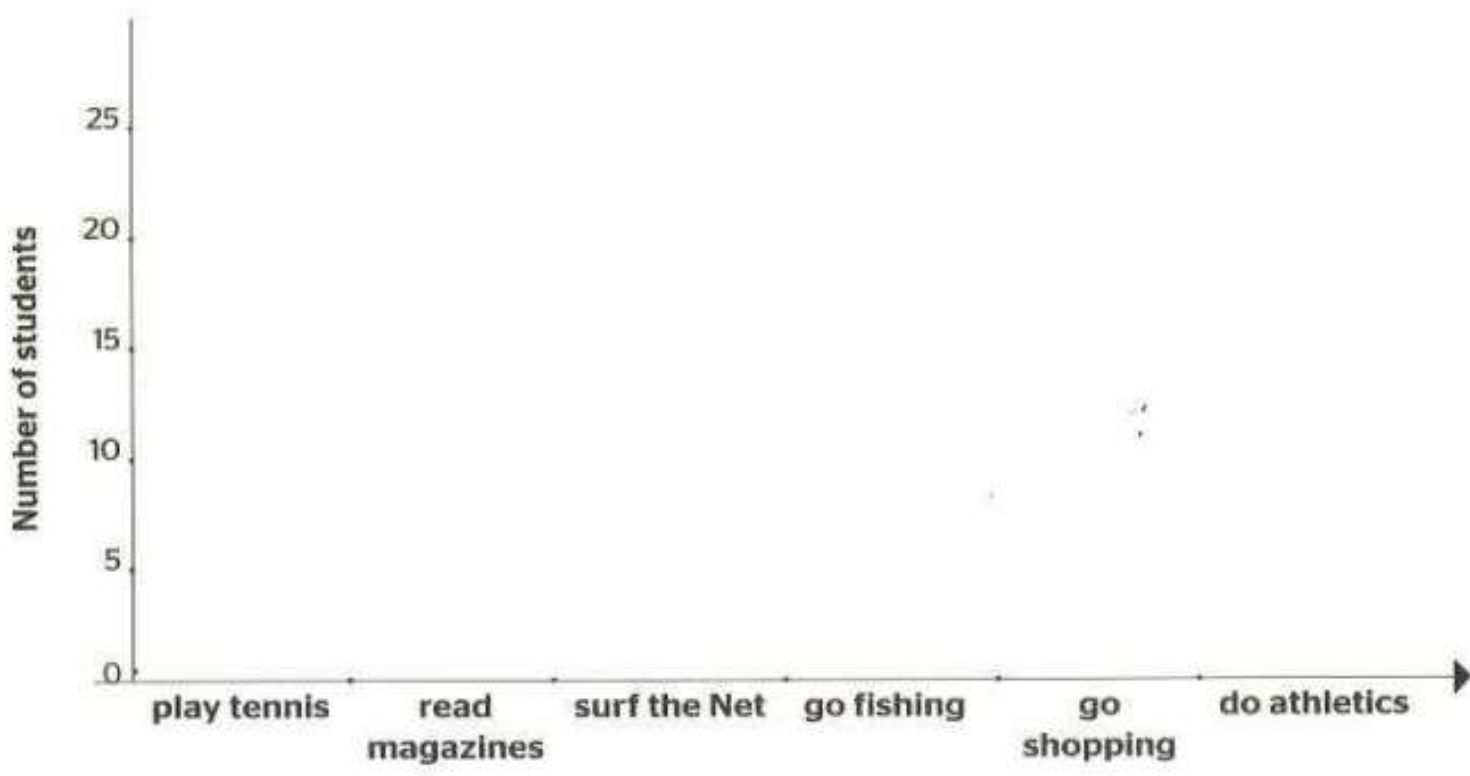 Number of students
25
20
15
10
5
0
play tennis
read
magazines
surf the Net
go fishing
go
shopping
do athletics